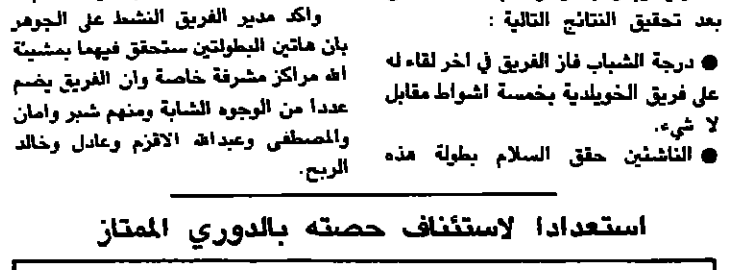 بعد تحقيق النتائج التالية :
● درجة الشباب فاز الفريق في اخر لقاء له
على فريق الخويلدية بخمسة اشواط مقابل
لا شيء.
● الناشئين حقق السلام بطولة هذه
واكد مدير الفريق النشط على الجوهر
بان هاتين البطولتين ستحقق فيهما بمشيئة
الله مراكز مشرفة خاصة وان الفريق يضم
عددا من الوجوه الشابة ومنهم شبر وامان
والمصطفى وعبدالله الاقزم وعادل وخالد
الربح.
استعدادا لاستئناف حصته بالدوري الممتاز